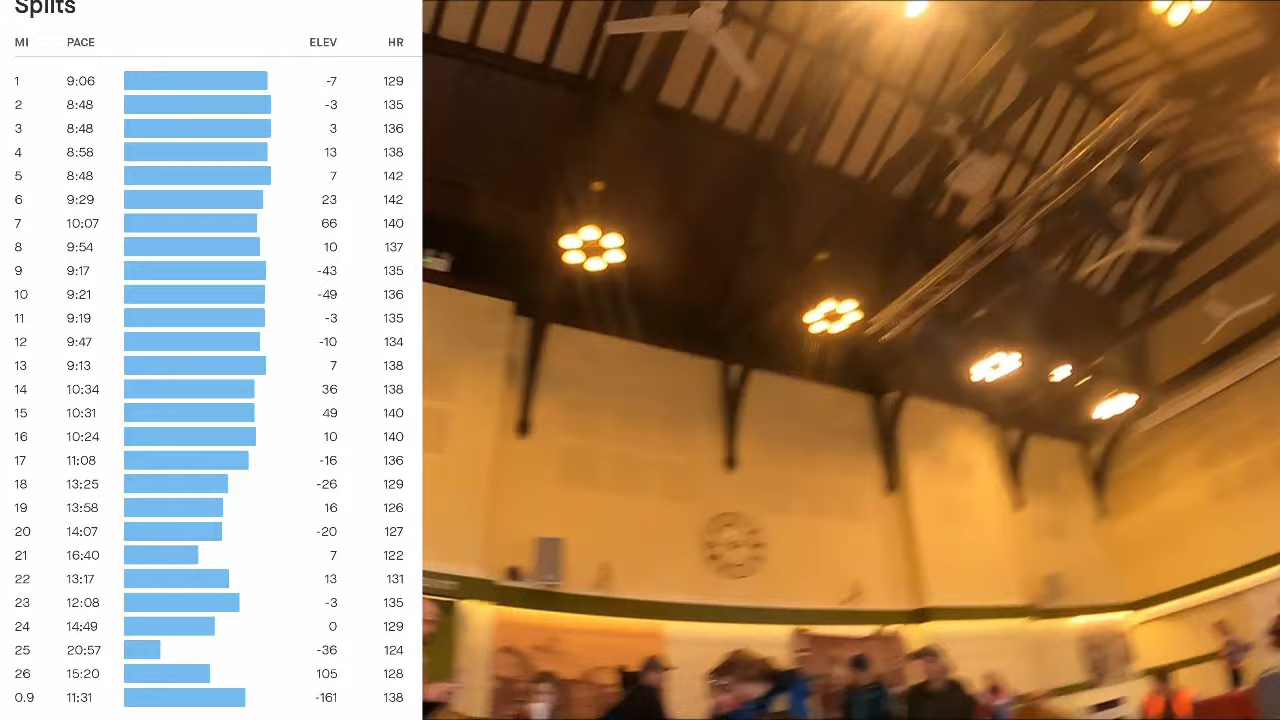 Splits
MI PACE ELEV HR
1 9:06 -7 129
2 8:48 -3 135
3 8:48 3 136
4 8:58 13 138
5 8:48 7 142
6 9:29 23 142
7 10:07 66 140
8 9:54 10 137
9 9:17 -43 135
10 9:21 -49 136
11 9:19 -3 135
12 9:47 -10 134
13 9:13 7 138
14 10:34 36 138
15 10:31 49 140
16 10:24 10 140
17 11:08 -16 136
18 13:25 -26 129
19 13:58 16 126
20 14:07 -20 127
21 16:40 7 122
22 13:17 13 131
23 12:08 -3 135
24 14:49 0 129
25 20:57 -36 124
26 15:20 105 128
0.9 11:31 -161 138